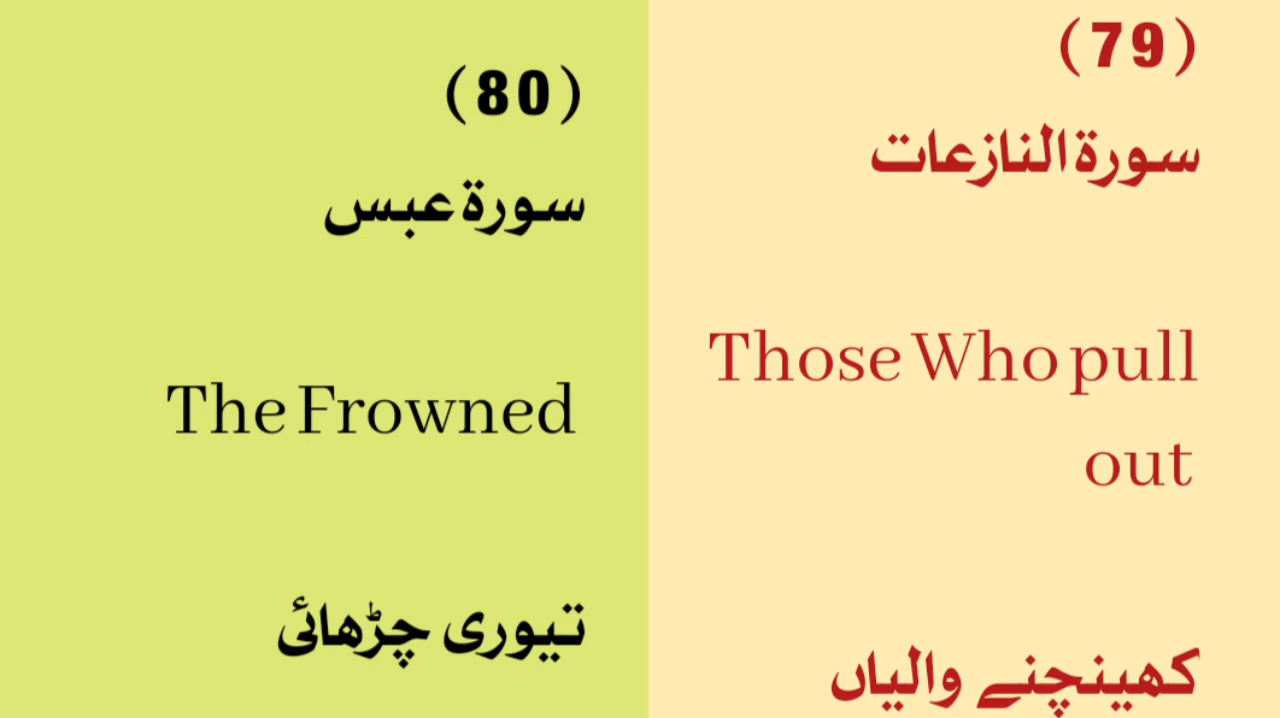 (79)
سورة النازعات
Those Who pull
out
کھینچنے والیاں
(80)
سورة عبس
The Frowned
تیوری چڑھائی